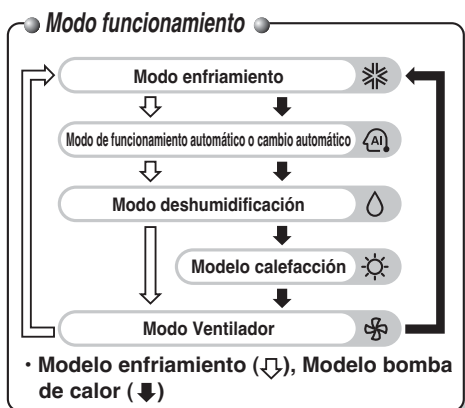 Modo funcionamiento
Modo enfriamiento
Modo de funcionamiento automático o cambio automático
AI
Modo deshumidificación
Modelo calefacción
Modo Ventilador
· Modelo enfriamiento (⇩), Modelo bomba
de calor (⬇)